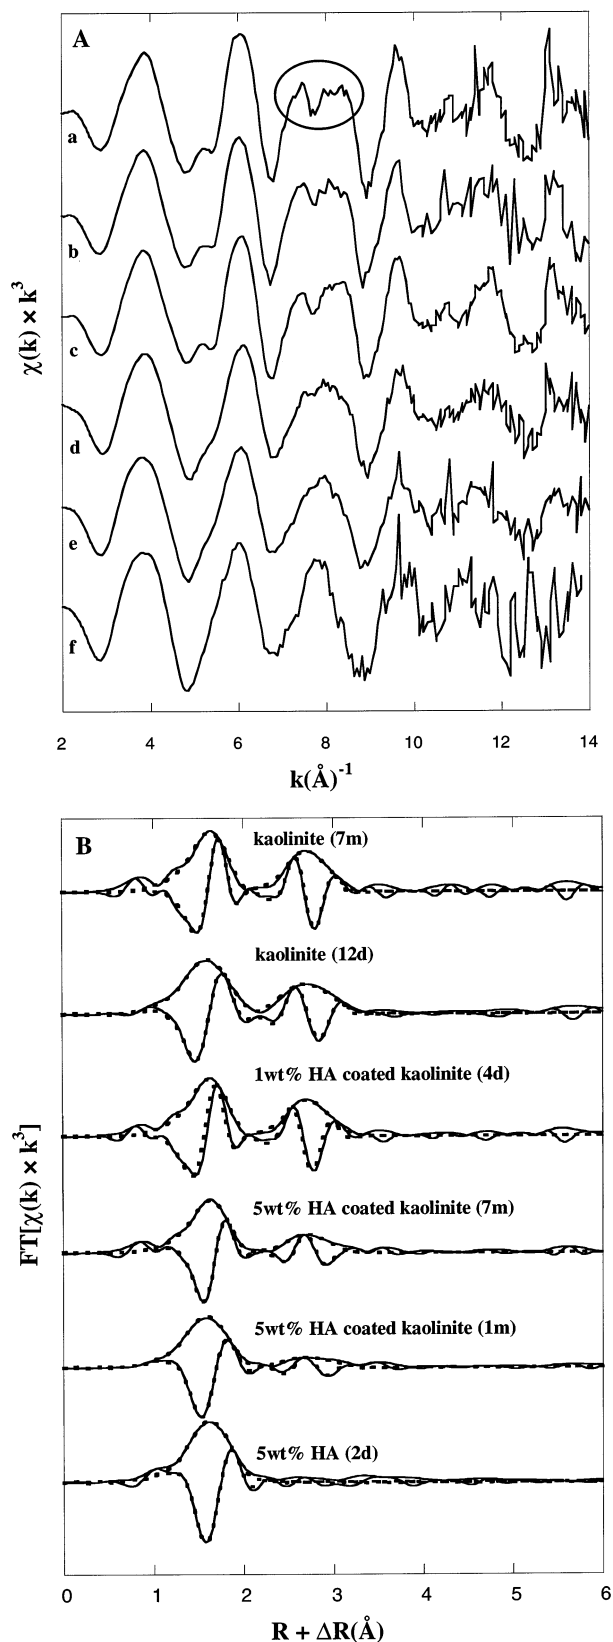 A
a
b
c
d
e
f
χ(k) × k³
2 4 6 8 10 12 14
k(Å)⁻¹
B
kaolinite (7m)
kaolinite (12d)
1wt% HA coated kaolinite (4d)
5wt% HA coated kaolinite (7m)
5wt% HA coated kaolinite (1m)
5wt% HA (2d)
FT[χ(k) × k³]
0 1 2 3 4 5 6
R + ΔR(Å)